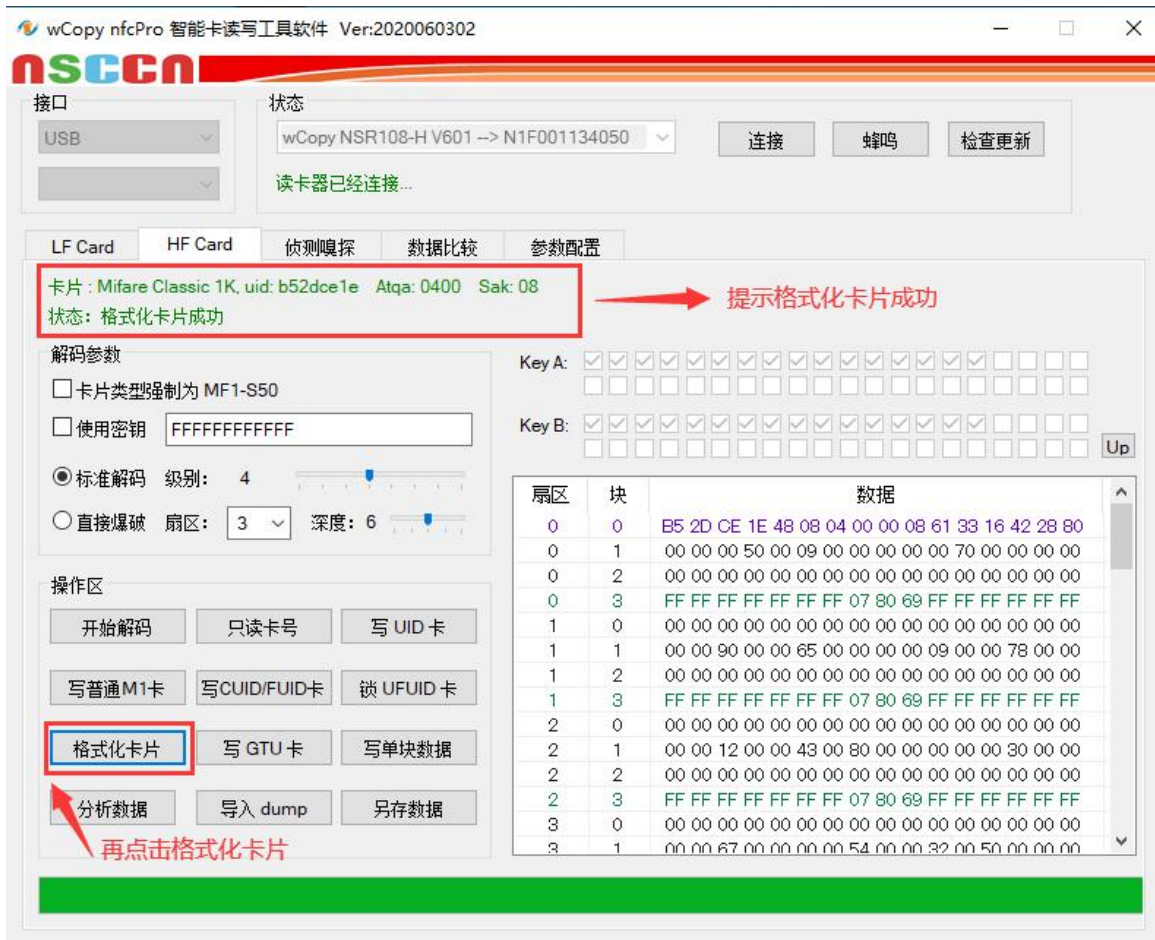 wCopy nfcPro 智能卡读写工具软件 Ver:2020060302
nsccn
接口
USB
状态
wCopy NSR108-H V601 --> N1F001134050
连接
蜂鸣
检查更新
读卡器已经连接...
LF Card
HF Card
侦测嗅探
数据比较
参数配置
卡片 : Mifare Classic 1K, uid: b52dce1e Atqa: 0400 Sak: 08
状态：格式化卡片成功
提示格式化卡片成功
解码参数
卡片类型强制为 MF1-S50
使用密钥 FFFFFFFFFFFF
标准解码 级别： 4
直接爆破 扇区： 3 深度：6
操作区
开始解码 只读卡号 写 UID 卡
写普通M1卡 写CUID/FUID卡 锁 UFUID 卡
格式化卡片 写 GTU 卡 写单块数据
分析数据 导入 dump 另存数据
再点击格式化卡片
Key A:
Key B:
Up
扇区 块 数据
0 0 B5 2D CE 1E 48 08 04 00 00 08 61 33 16 42 28 80
0 1 00 00 00 50 00 09 00 00 00 00 00 70 00 00 00 00
0 2 00 00 00 00 00 00 00 00 00 00 00 00 00 00 00 00
0 3 FF FF FF FF FF FF FF 07 80 69 FF FF FF FF FF FF
1 0 00 00 00 00 00 00 00 00 00 00 00 00 00 00 00 00
1 1 00 00 90 00 00 65 00 00 00 00 00 09 00 00 78 00 00
1 2 00 00 00 00 00 00 00 00 00 00 00 00 00 00 00 00
1 3 FF FF FF FF FF FF FF 07 80 69 FF FF FF FF FF FF
2 0 00 00 00 00 00 00 00 00 00 00 00 00 00 00 00 00
2 1 00 00 12 00 00 43 00 80 00 00 00 00 00 30 00 00
2 2 00 00 00 00 00 00 00 00 00 00 00 00 00 00 00 00
2 3 FF FF FF FF FF FF FF 07 80 69 FF FF FF FF FF FF
3 0 00 00 00 00 00 00 00 00 00 00 00 00 00 00 00 00
3 1 00 00 67 00 00 00 00 54 00 00 32 00 50 00 00 00